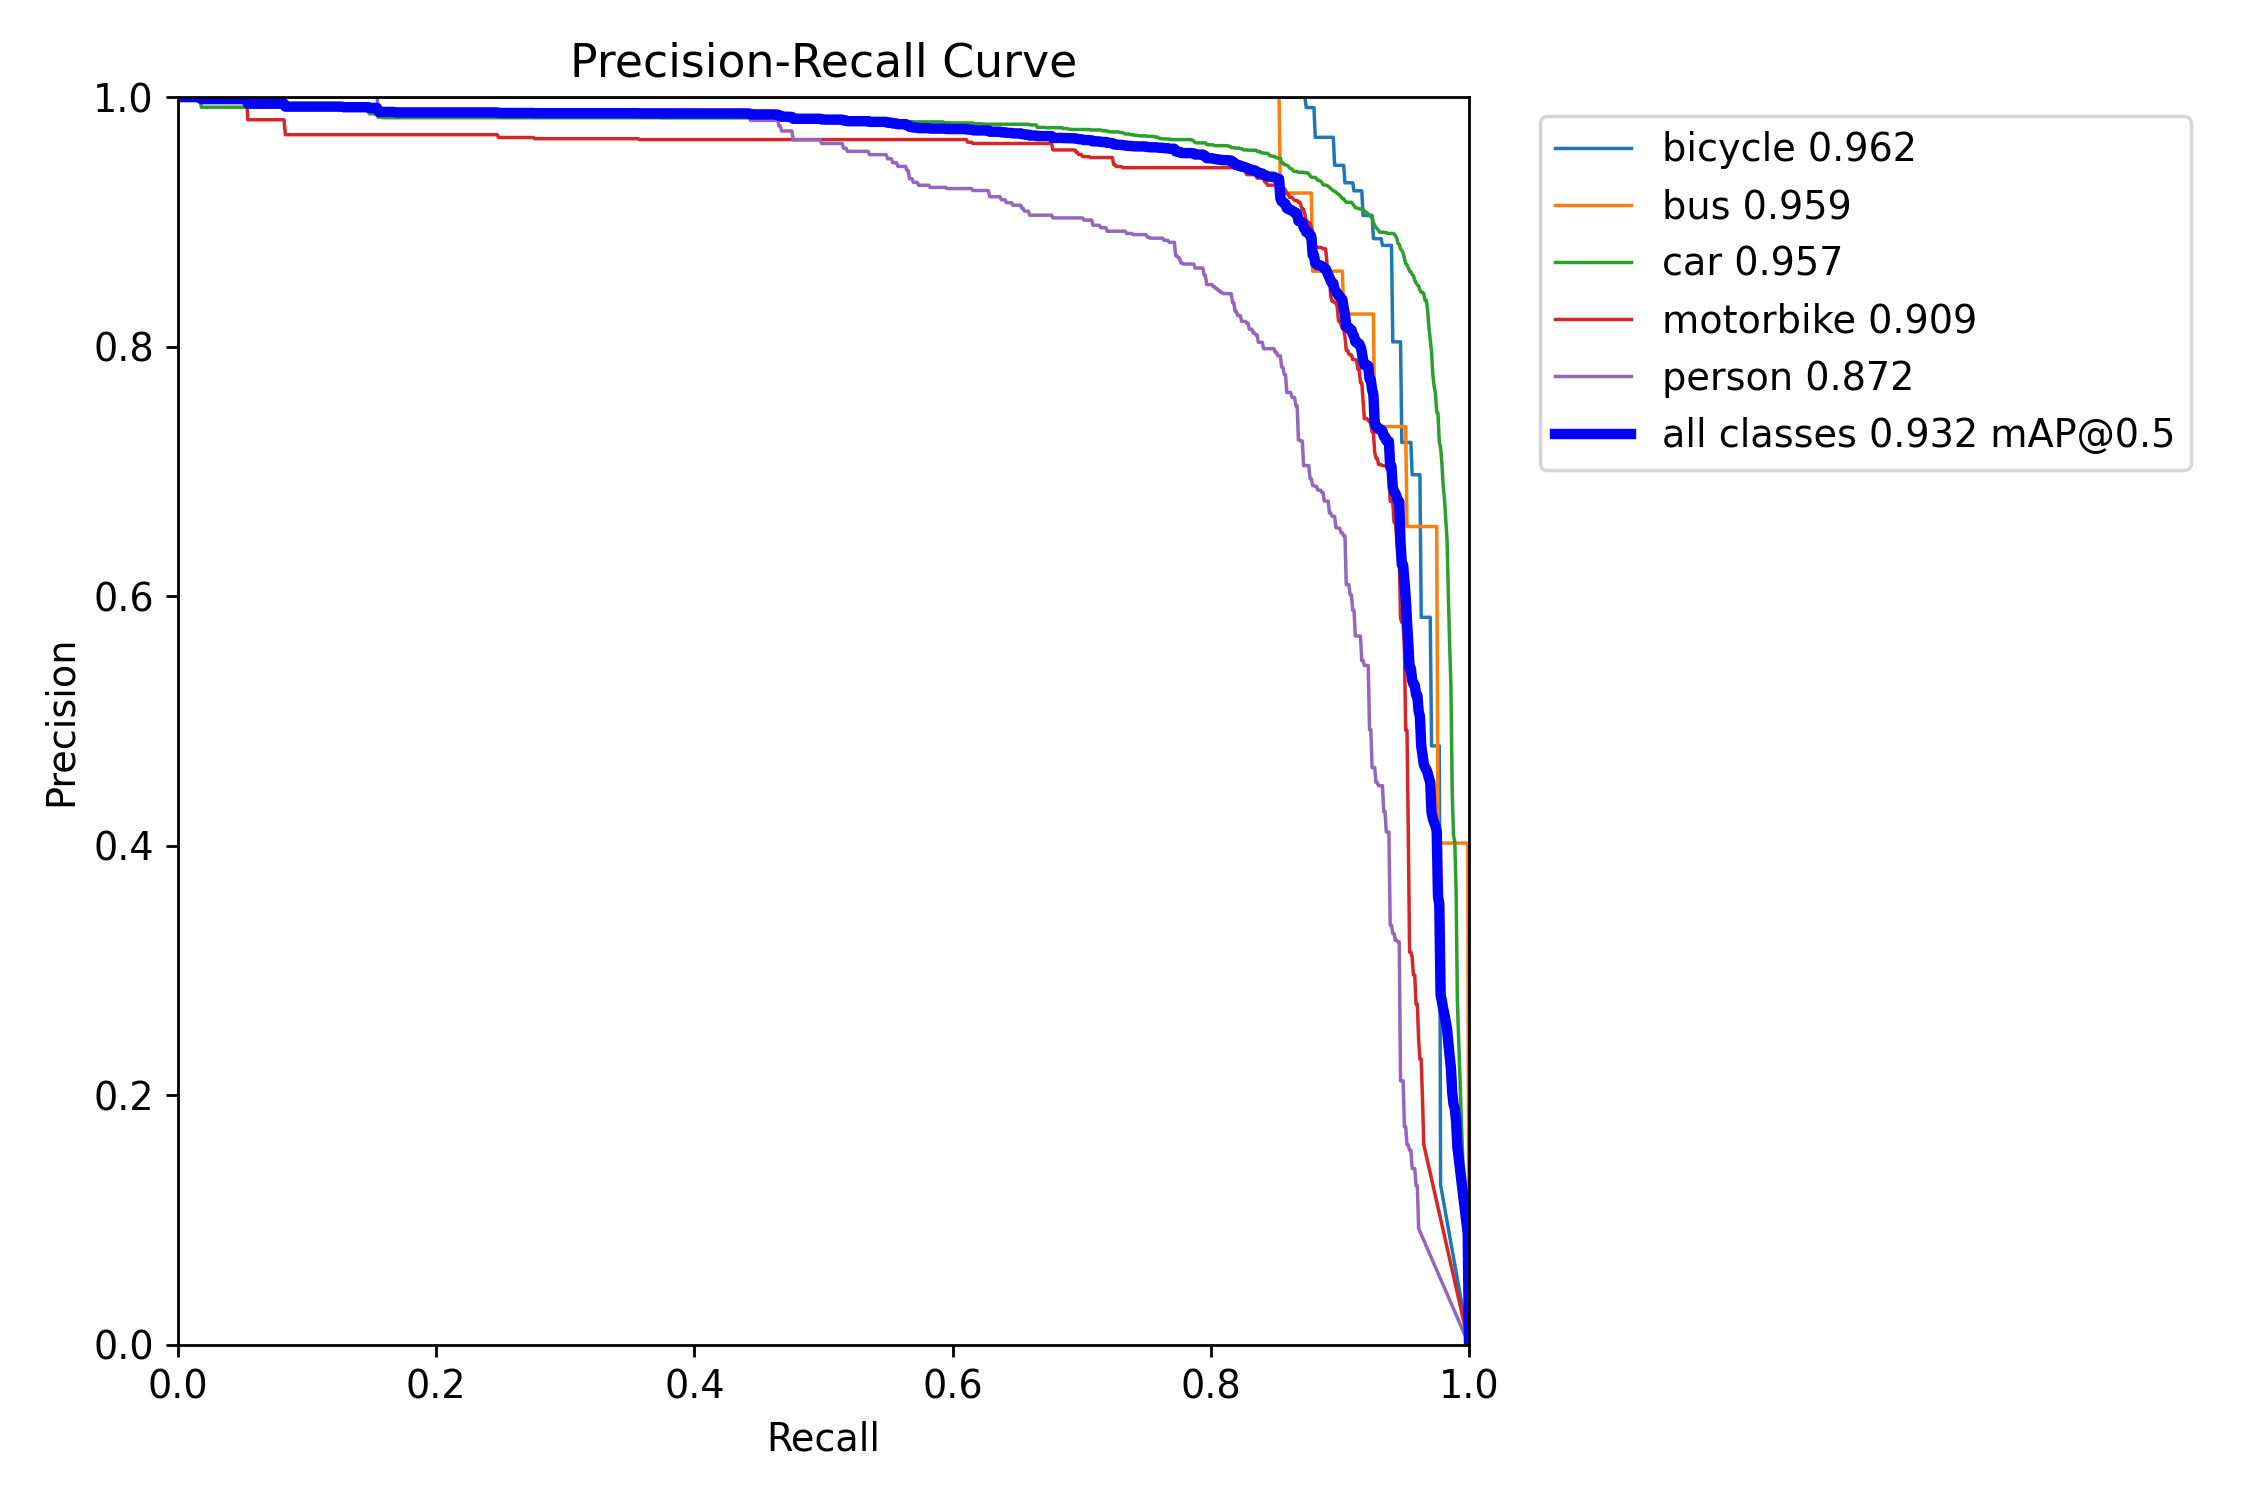 Precision-Recall Curve
1.0
0.8
0.6
0.4
0.2
0.0
Precision
0.0 0.2 0.4 0.6 0.8 1.0
Recall
bicycle 0.962
bus 0.959
car 0.957
motorbike 0.909
person 0.872
all classes 0.932 mAP@0.5